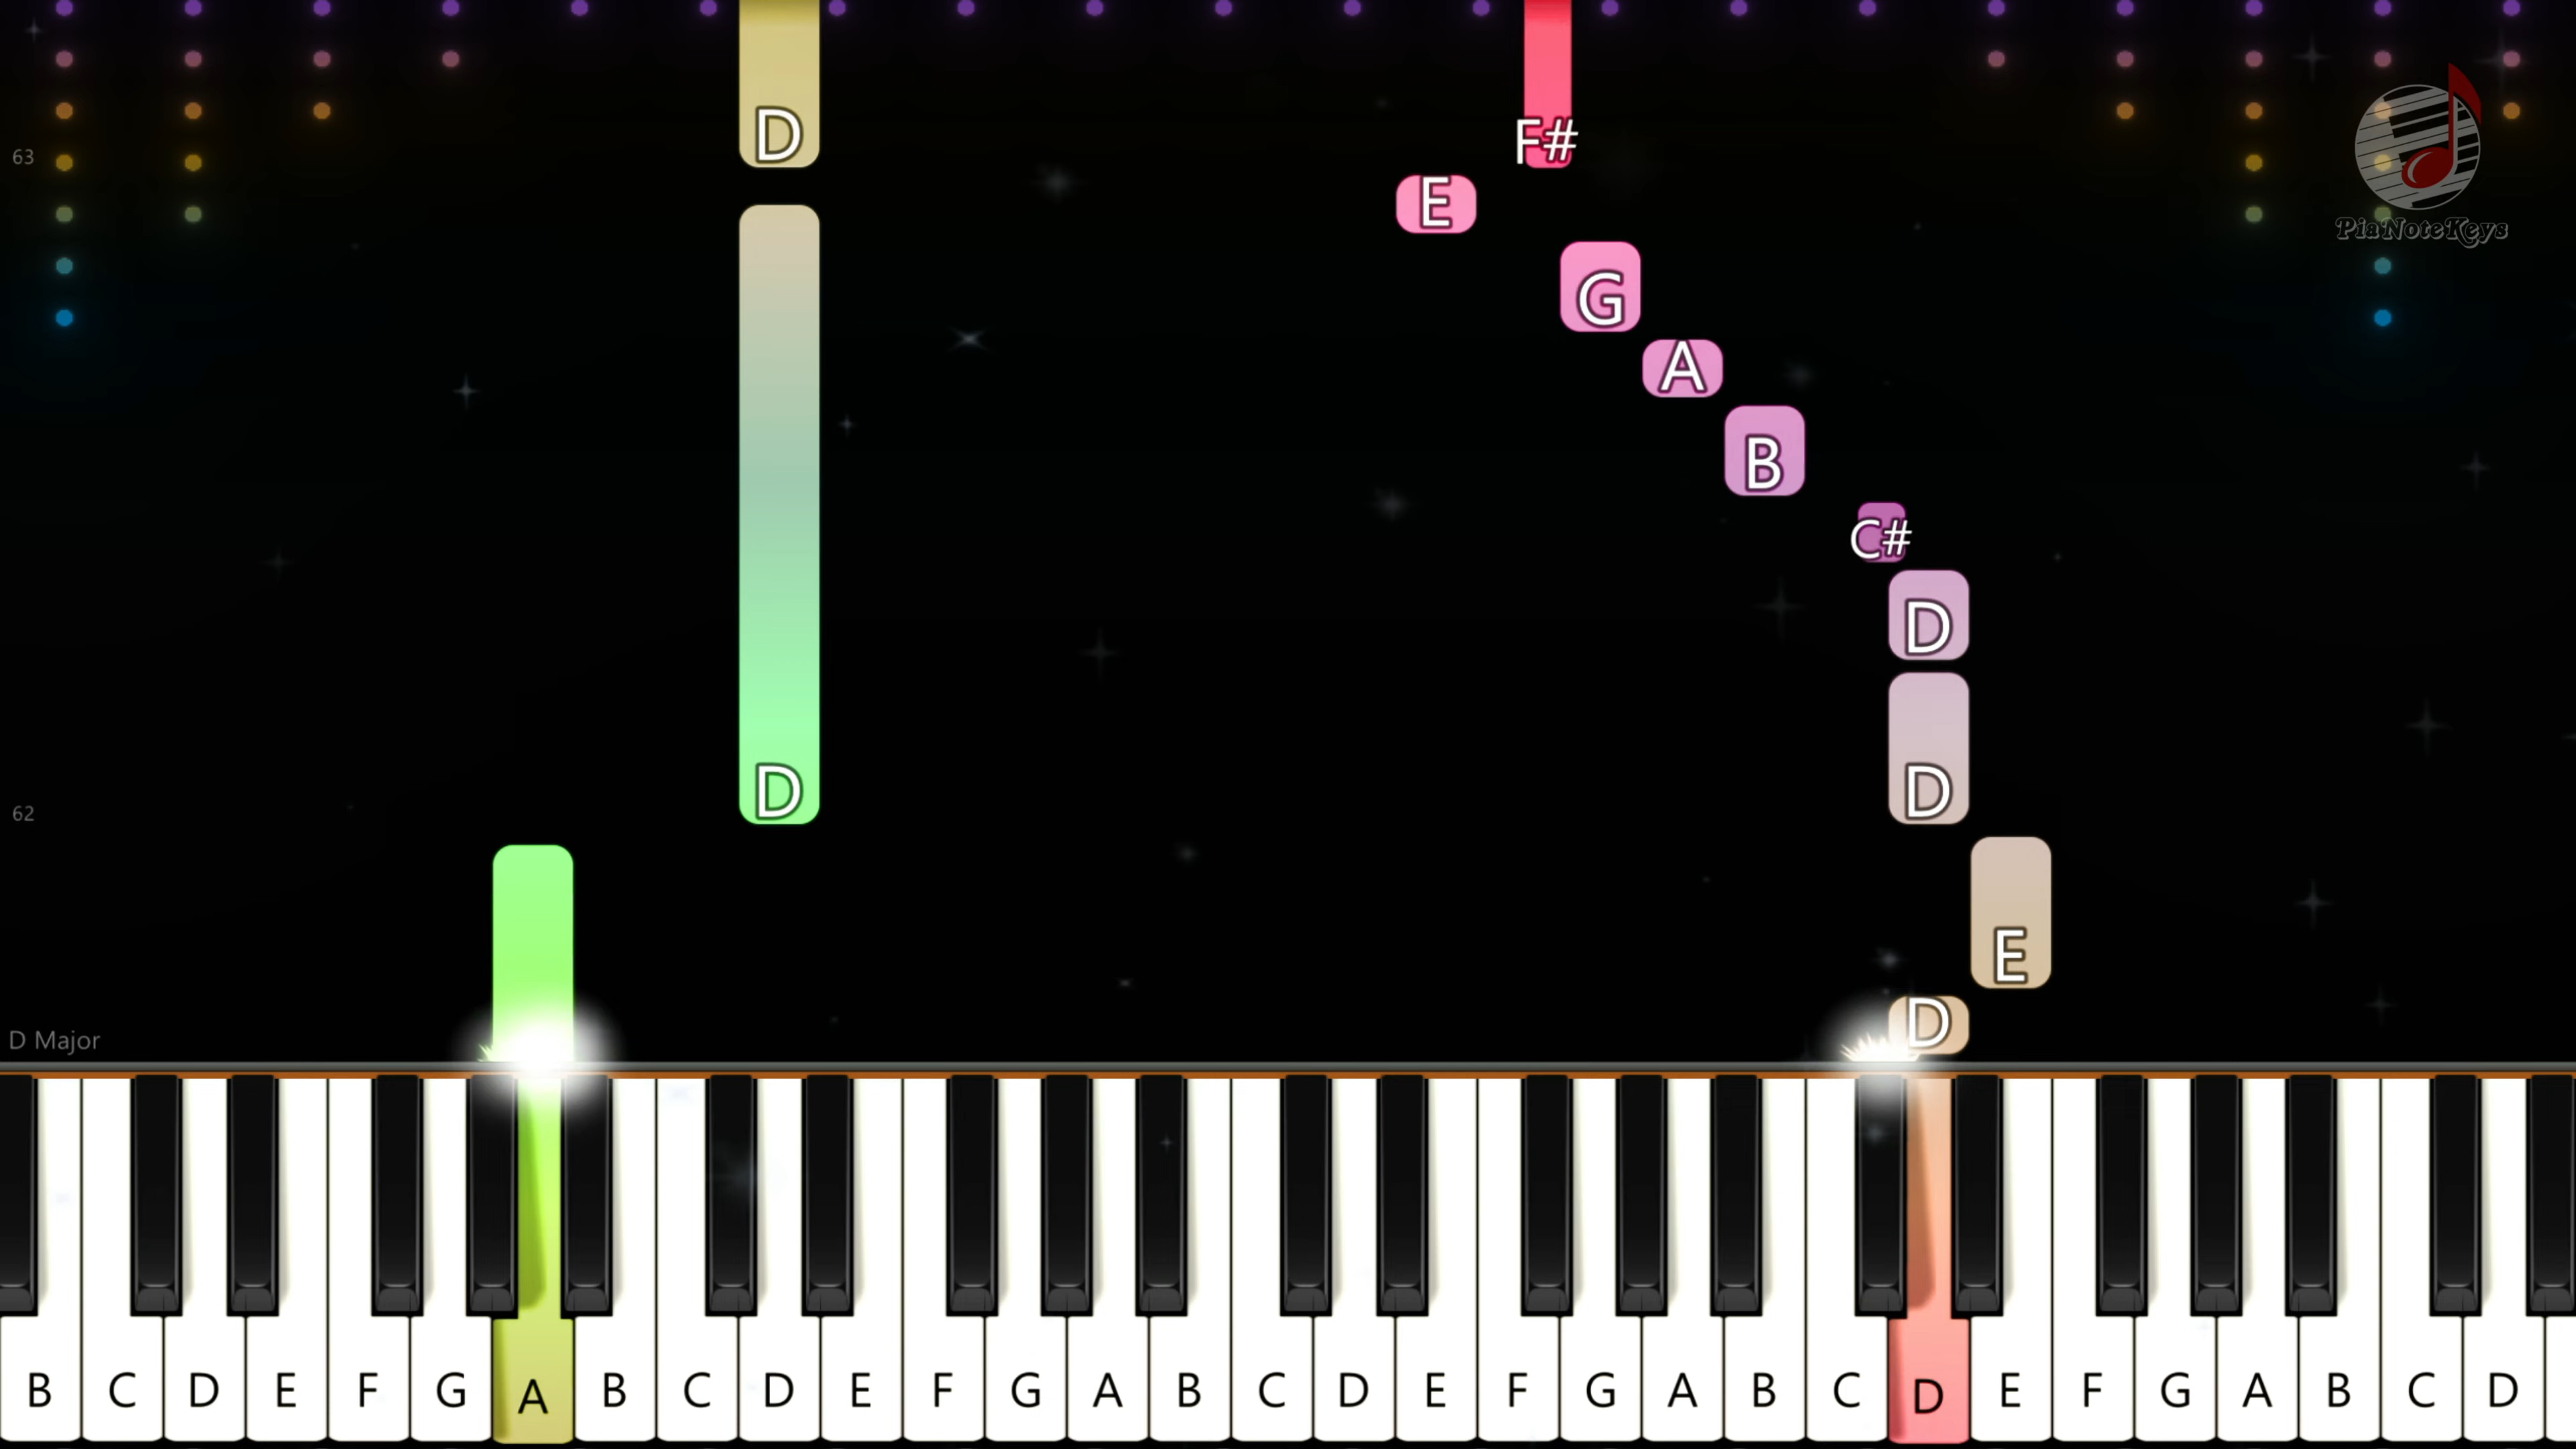 D
F#
63
E
PiaNoteKeys
G
A
B
C#
D
D
D
62
E
D
D Major
B C D E F G A B C D E F G A B C D E F G A B C D E F G A B C D